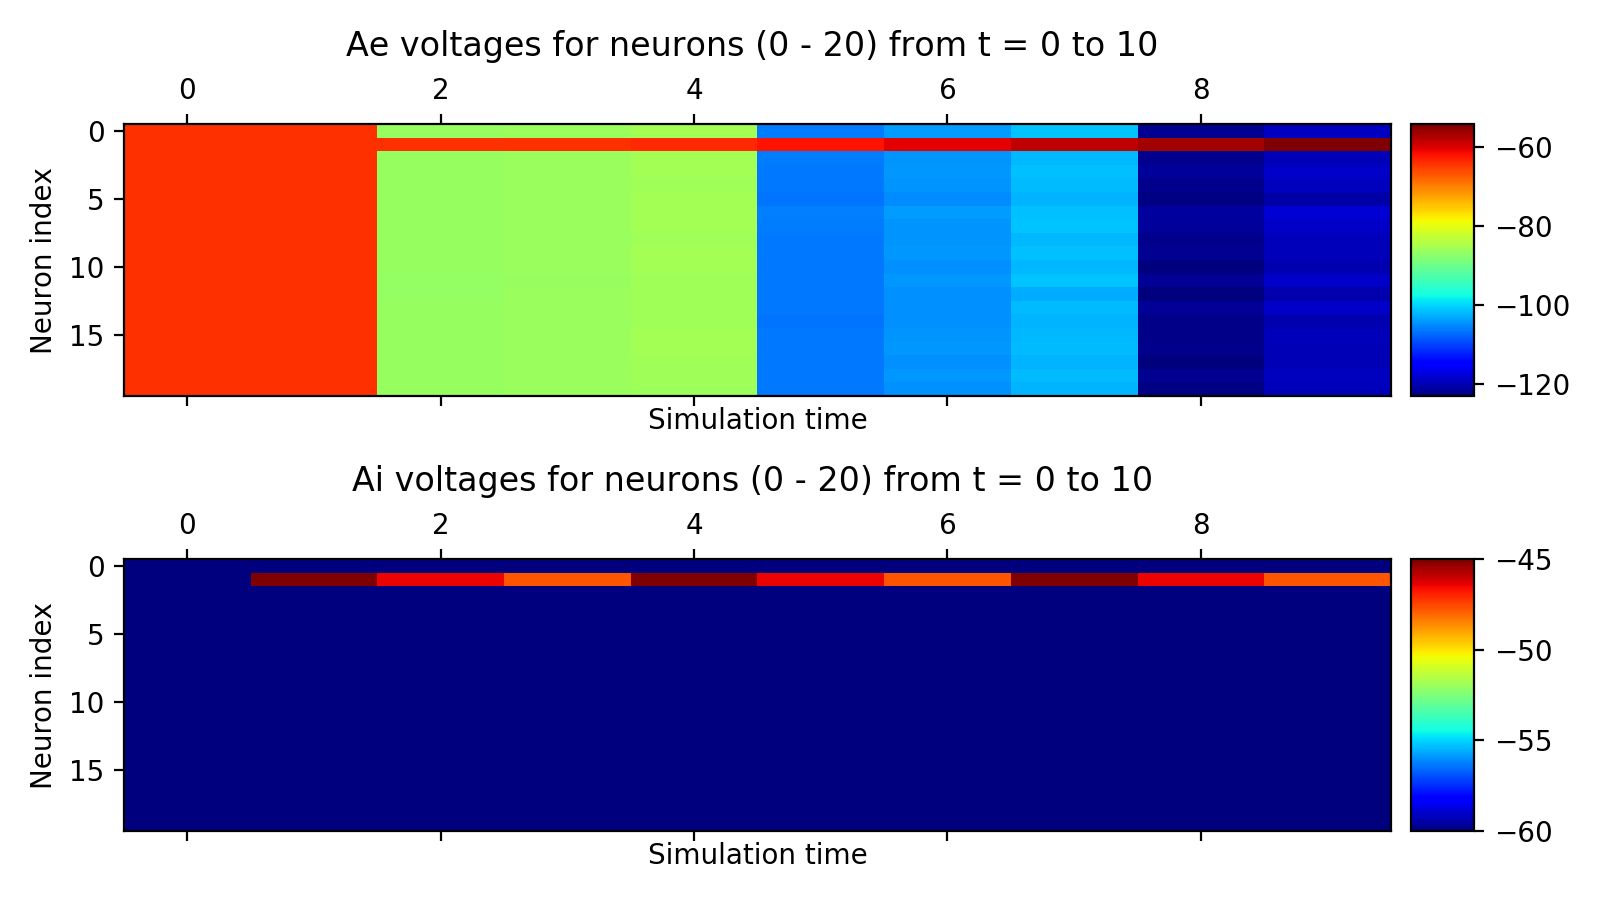 Ae voltages for neurons (0 - 20) from t = 0 to 10
0 2 4 6 8
Neuron index
0
5
10
15
−60
−80
−100
−120
Simulation time
Ai voltages for neurons (0 - 20) from t = 0 to 10
0 2 4 6 8
Neuron index
0
5
10
15
−45
−50
−55
−60
Simulation time